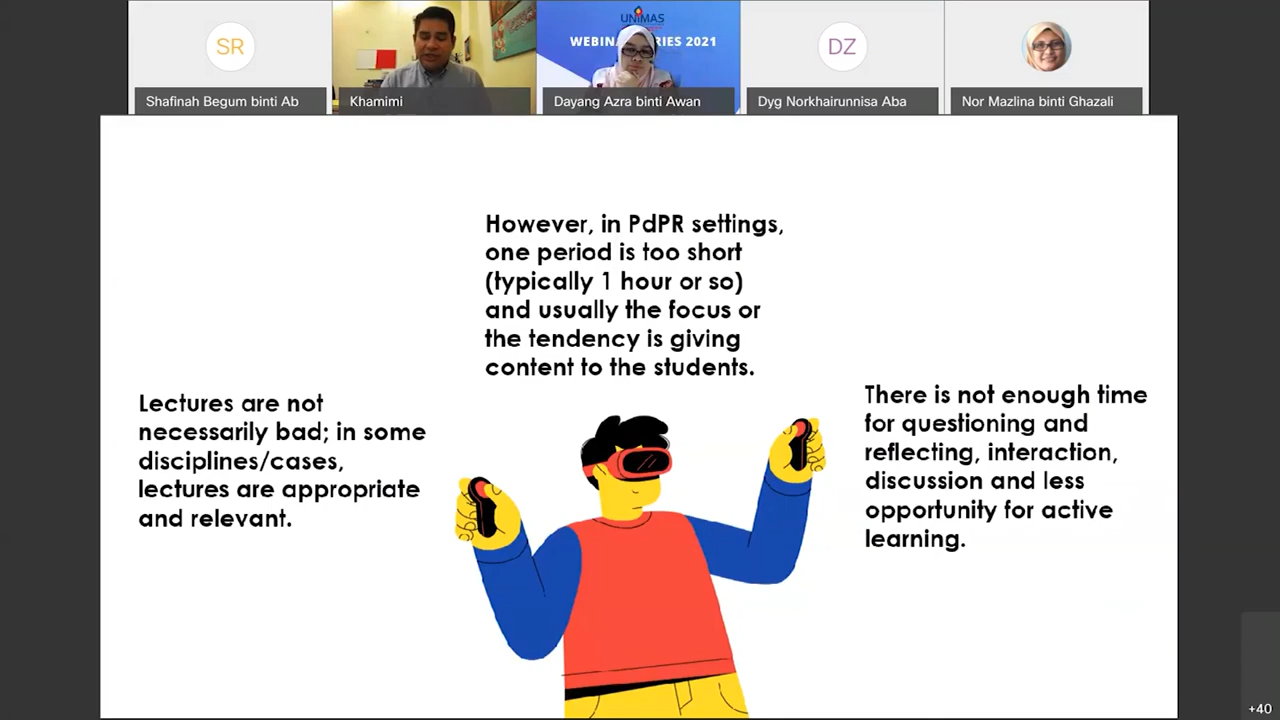 SR
Shafinah Begum binti Ab
Khamimi
UNIMAS
Dayang Azra binti Awan
DZ
Dyg Norkhairunnisa Aba
Nor Mazlina binti Ghazali
However, in PdPR settings,
one period is too short
(typically 1 hour or so)
and usually the focus or
the tendency is giving
content to the students.
Lectures are not
necessarily bad; in some
disciplines/cases,
lectures are appropriate
and relevant.
There is not enough time
for questioning and
reflecting, interaction,
discussion and less
opportunity for active
learning.
+40